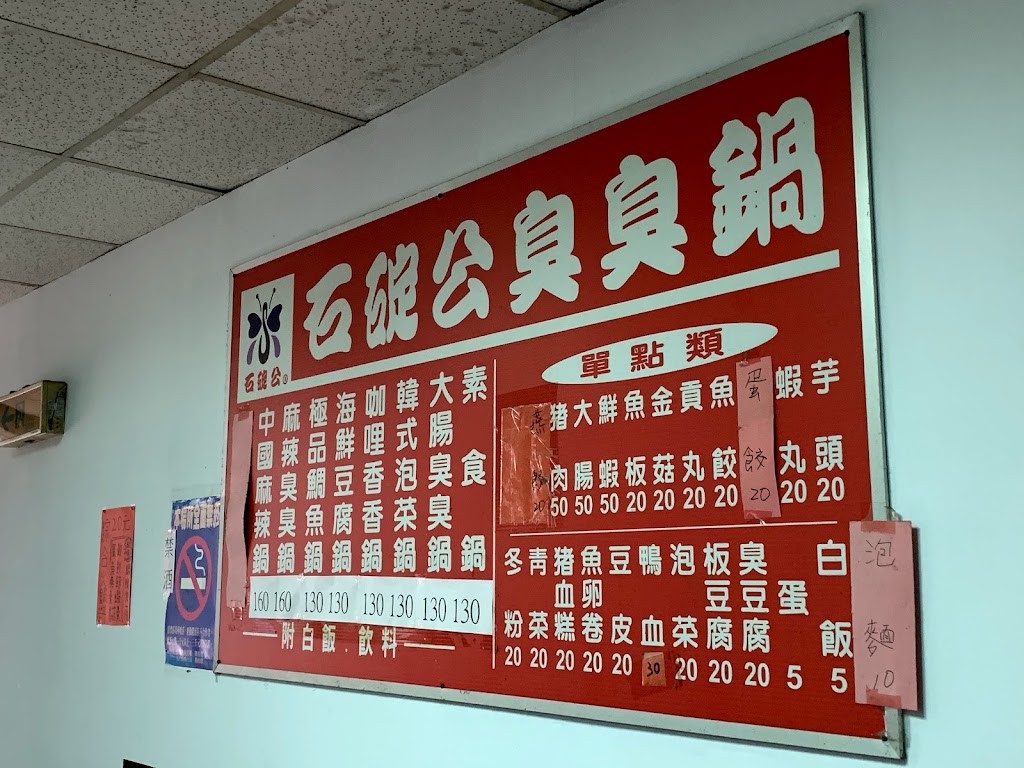 石碇公臭臭鍋
石碇公
中國麻辣鍋
麻辣臭臭鍋
極品鯛魚鍋
海鮮豆腐鍋
咖哩香香鍋
韓式泡菜鍋
大腸臭臭鍋
素食鍋
160 160 130 130 130 130 130 130
附白飯.飲料
單點類
20
猪肉 50
大腸 50
鮮蝦 50
魚板 20
金菇 20
貢丸 20
魚餃 20
蛋餃 20
蝦丸 20
芋頭 20
冬粉 20
青菜 20
猪血糕 20
魚卵卷 20
豆皮 20
鴨血 30
泡菜 20
板豆腐 20
臭豆腐 20
蛋 5
白飯 5
泡麵 10
禁酒